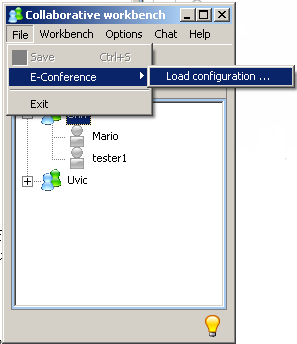 Collaborative workbench
File Workbench Options Chat Help
Save Ctrl+S
E-Conference
Load configuration ...
Exit
Mario
tester1
Uvic